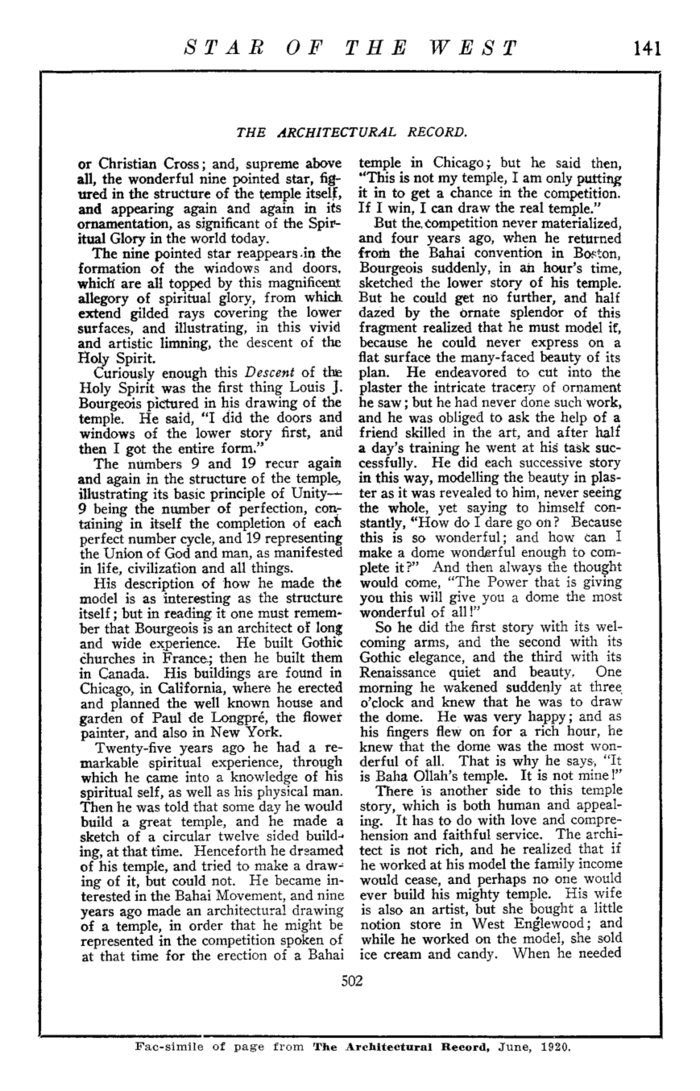 STAR OF THE WEST 141
THE ARCHITECTURAL RECORD.
or Christian Cross; and, supreme above
all, the wonderful nine pointed star, fig-
ured in the structure of the temple itself,
and appearing again and again in its
ornamentation, as significant of the Spir-
itual Glory in the world today.
The nine pointed star reappears in the
formation of the windows and doors,
which are all topped by this magnificent
allegory of spiritual glory, from which
extend gilded rays covering the lower
surfaces, and illustrating, in this vivid
and artistic limning, the descent of the
Holy Spirit.
Curiously enough this Descent of the
Holy Spirit was the first thing Louis J.
Bourgeois pictured in his drawing of the
temple. He said, "I did the doors and
windows of the lower story first, and
then I got the entire form."
The numbers 9 and 19 recur again
and again in the structure of the temple,
illustrating its basic principle of Unity—
9 being the number of perfection, con-
taining in itself the completion of each
perfect number cycle, and 19 representing
the Union of God and man, as manifested
in life, civilization and all things.
His description of how he made the
model is as interesting as the structure
itself; but in reading it one must remem-
ber that Bourgeois is an architect of long
and wide experience. He built Gothic
churches in France; then he built them
in Canada. His buildings are found in
Chicago, in California, where he erected
and planned the well known house and
garden of Paul de Longpré, the flower
painter, and also in New York.
Twenty-five years ago he had a re-
markable spiritual experience, through
which he came into a knowledge of his
spiritual self, as well as his physical man.
Then he was told that some day he would
build a great temple, and he made a
sketch of a circular twelve sided build-
ing, at that time. Henceforth he dreamed
of his temple, and tried to make a draw-
ing of it, but could not. He became in-
terested in the Bahai Movement, and nine
years ago made an architectural drawing
of a temple, in order that he might be
represented in the competition spoken of
at that time for the erection of a Bahai
temple in Chicago; but he said then,
"This is not my temple, I am only putting
it in to get a chance in the competition.
If I win, I can draw the real temple."
But the competition never materialized,
and four years ago, when he returned
from the Bahai convention in Boston,
Bourgeois suddenly, in an hour's time,
sketched the lower story of his temple.
But he could get no further, and half
dazed by the ornate splendor of this
fragment realized that he must model it,
because he could never express on a
flat surface the many-faced beauty of its
plan. He endeavored to cut into the
plaster the intricate tracery of ornament
he saw; but he had never done such work,
and he was obliged to ask the help of a
friend skilled in the art, and after half
a day's training he went at his task suc-
cessfully. He did each successive story
in this way, modelling the beauty in plas-
ter as it was revealed to him, never seeing
the whole, yet saying to himself con-
stantly, "How do I dare go on? Because
this is so wonderful; and how can I
make a dome wonderful enough to com-
plete it?" And then always the thought
would come, "The Power that is giving
you this will give you a dome the most
wonderful of all!"
So he did the first story with its wel-
coming arms, and the second with its
Gothic elegance, and the third with its
Renaissance quiet and beauty. One
morning he wakened suddenly at three
o'clock and knew that he was to draw
the dome. He was very happy; and as
his fingers flew on for a rich hour, he
knew that the dome was the most won-
derful of all. That is why he says, "It
is Baha Ollah's temple. It is not mine!"
There is another side to this temple
story, which is both human and appeal-
ing. It has to do with love and compre-
hension and faithful service. The archi-
tect is not rich, and he realized that if
he worked at his model the family income
would cease, and perhaps no one would
ever build his mighty temple. His wife
is also an artist, but she bought a little
notion store in West Englewood; and
while he worked on the model, she sold
ice cream and candy. When he needed
502
Fac-simile of page from The Architectural Record, June, 1920.